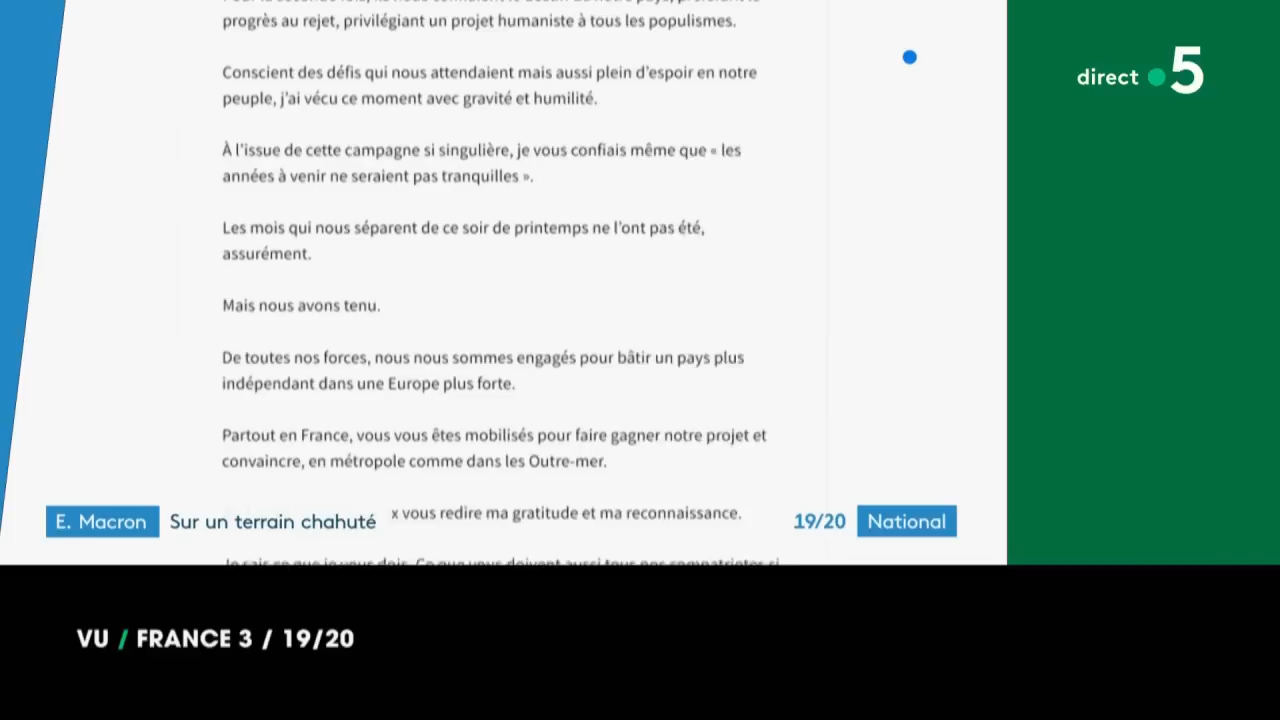 progrès au rejet, privilégiant un projet humaniste à tous les populismes.
Conscient des défis qui nous attendaient mais aussi plein d'espoir en notre
peuple, j'ai vécu ce moment avec gravité et humilité.
À l'issue de cette campagne si singulière, je vous confiais même que « les
années à venir ne seraient pas tranquilles ».
Les mois qui nous séparent de ce soir de printemps ne l'ont pas été,
assurément.
Mais nous avons tenu.
De toutes nos forces, nous nous sommes engagés pour bâtir un pays plus
indépendant dans une Europe plus forte.
Partout en France, vous vous êtes mobilisés pour faire gagner notre projet et
convaincre, en métropole comme dans les Outre-mer.
x vous redire ma gratitude et ma reconnaissance.
E. Macron Sur un terrain chahuté
19/20 National
direct 5
VU / FRANCE 3 / 19/20